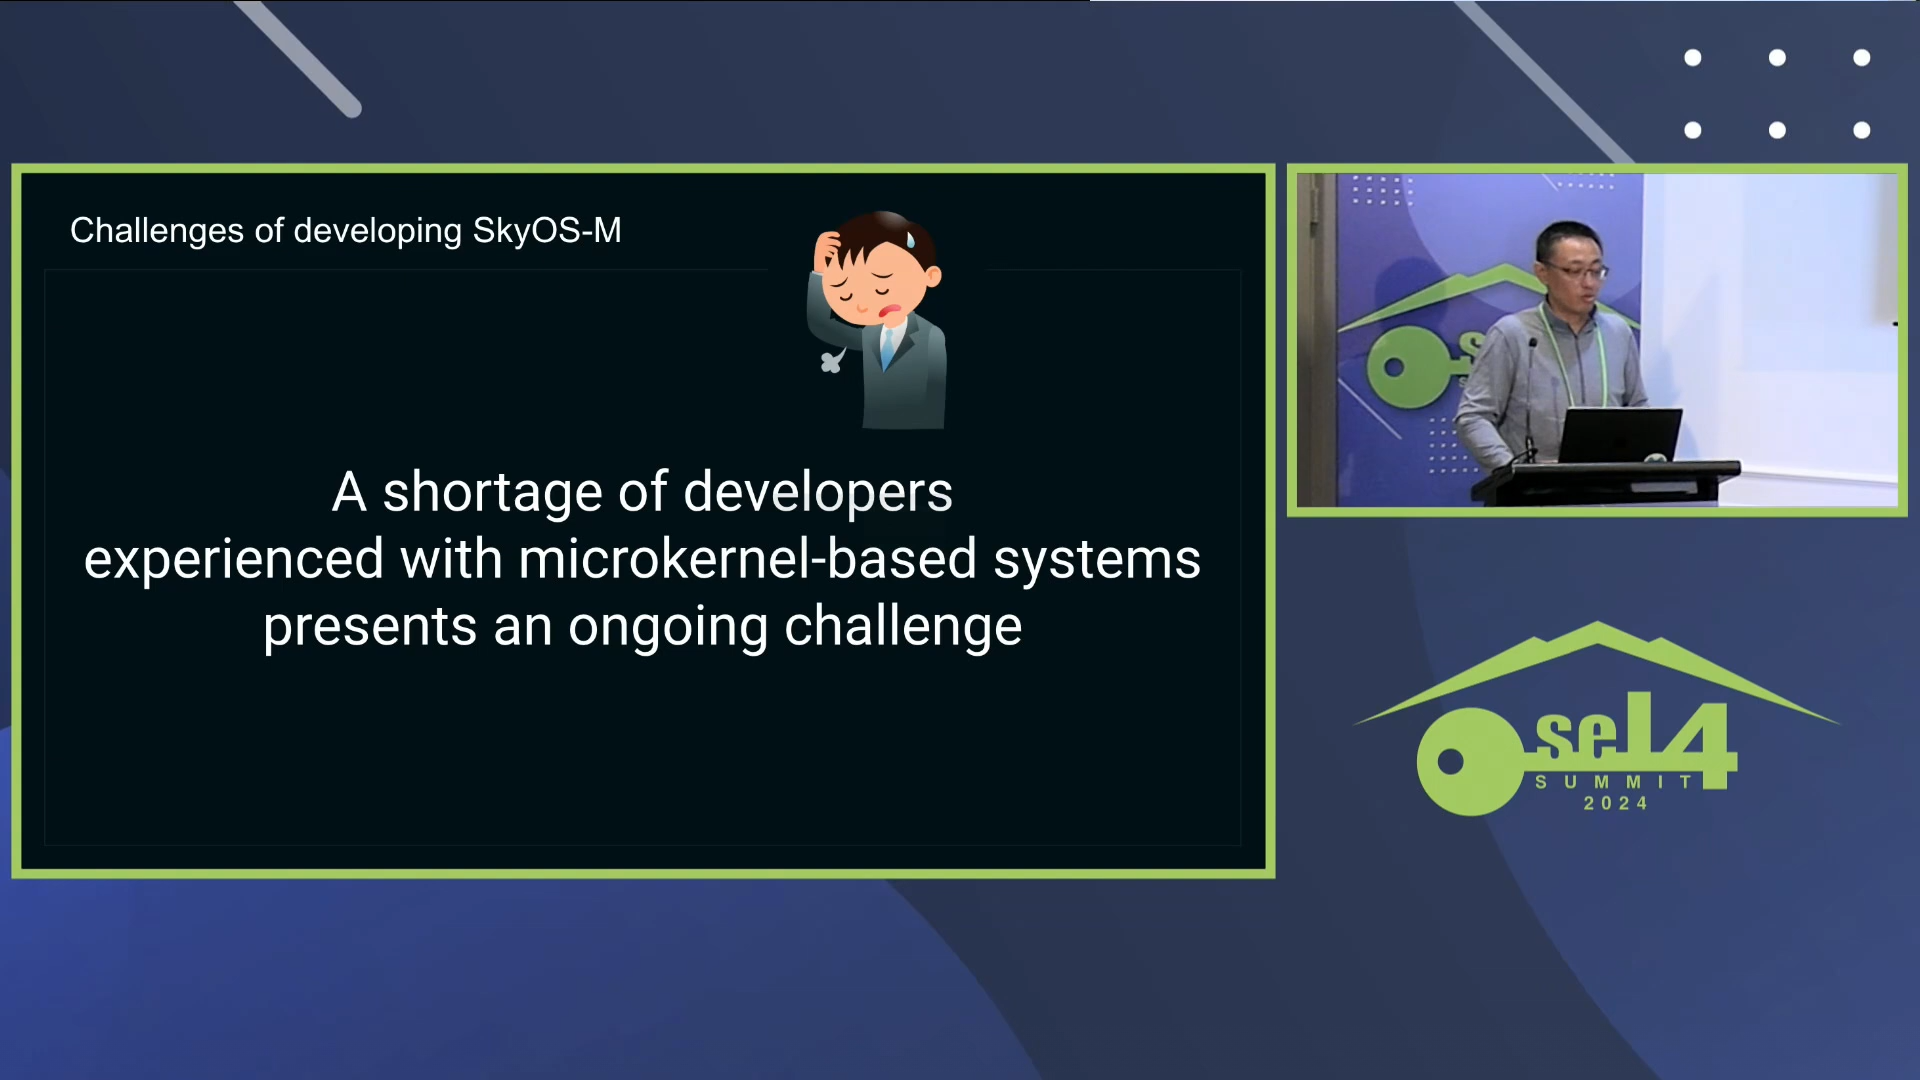 Challenges of developing SkyOS-M
A shortage of developers
experienced with microkernel-based systems
presents an ongoing challenge
seL4
SUMMIT
2024